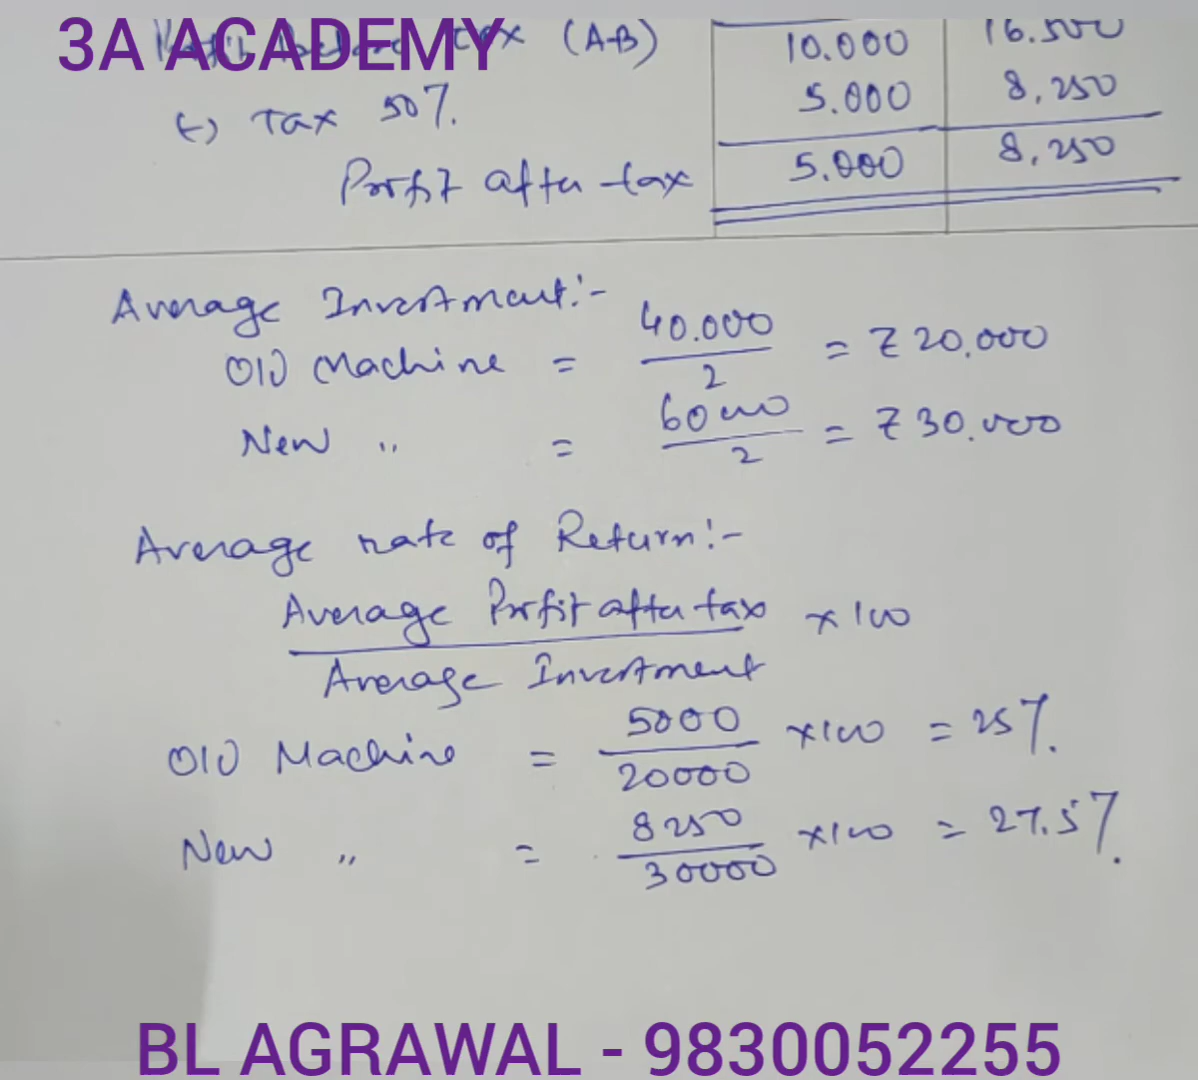 3A ACADEMY
Profit before tax (A-B) 10.000 16.500
(-) Tax 50% 5.000 8,250
Profit after tax 5.000 8,250
Average Investment:-
Old Machine = 40.000 / 2 = ₹ 20,000
New " = 60000 / 2 = ₹ 30.000
Average rate of Return:-
Average Profit after tax × 100
Average Investment
Old Machine = 5000 / 20000 ×100 = 25%.
New " = 8250 / 30000 ×100 = 27.5%.
BL AGRAWAL - 9830052255